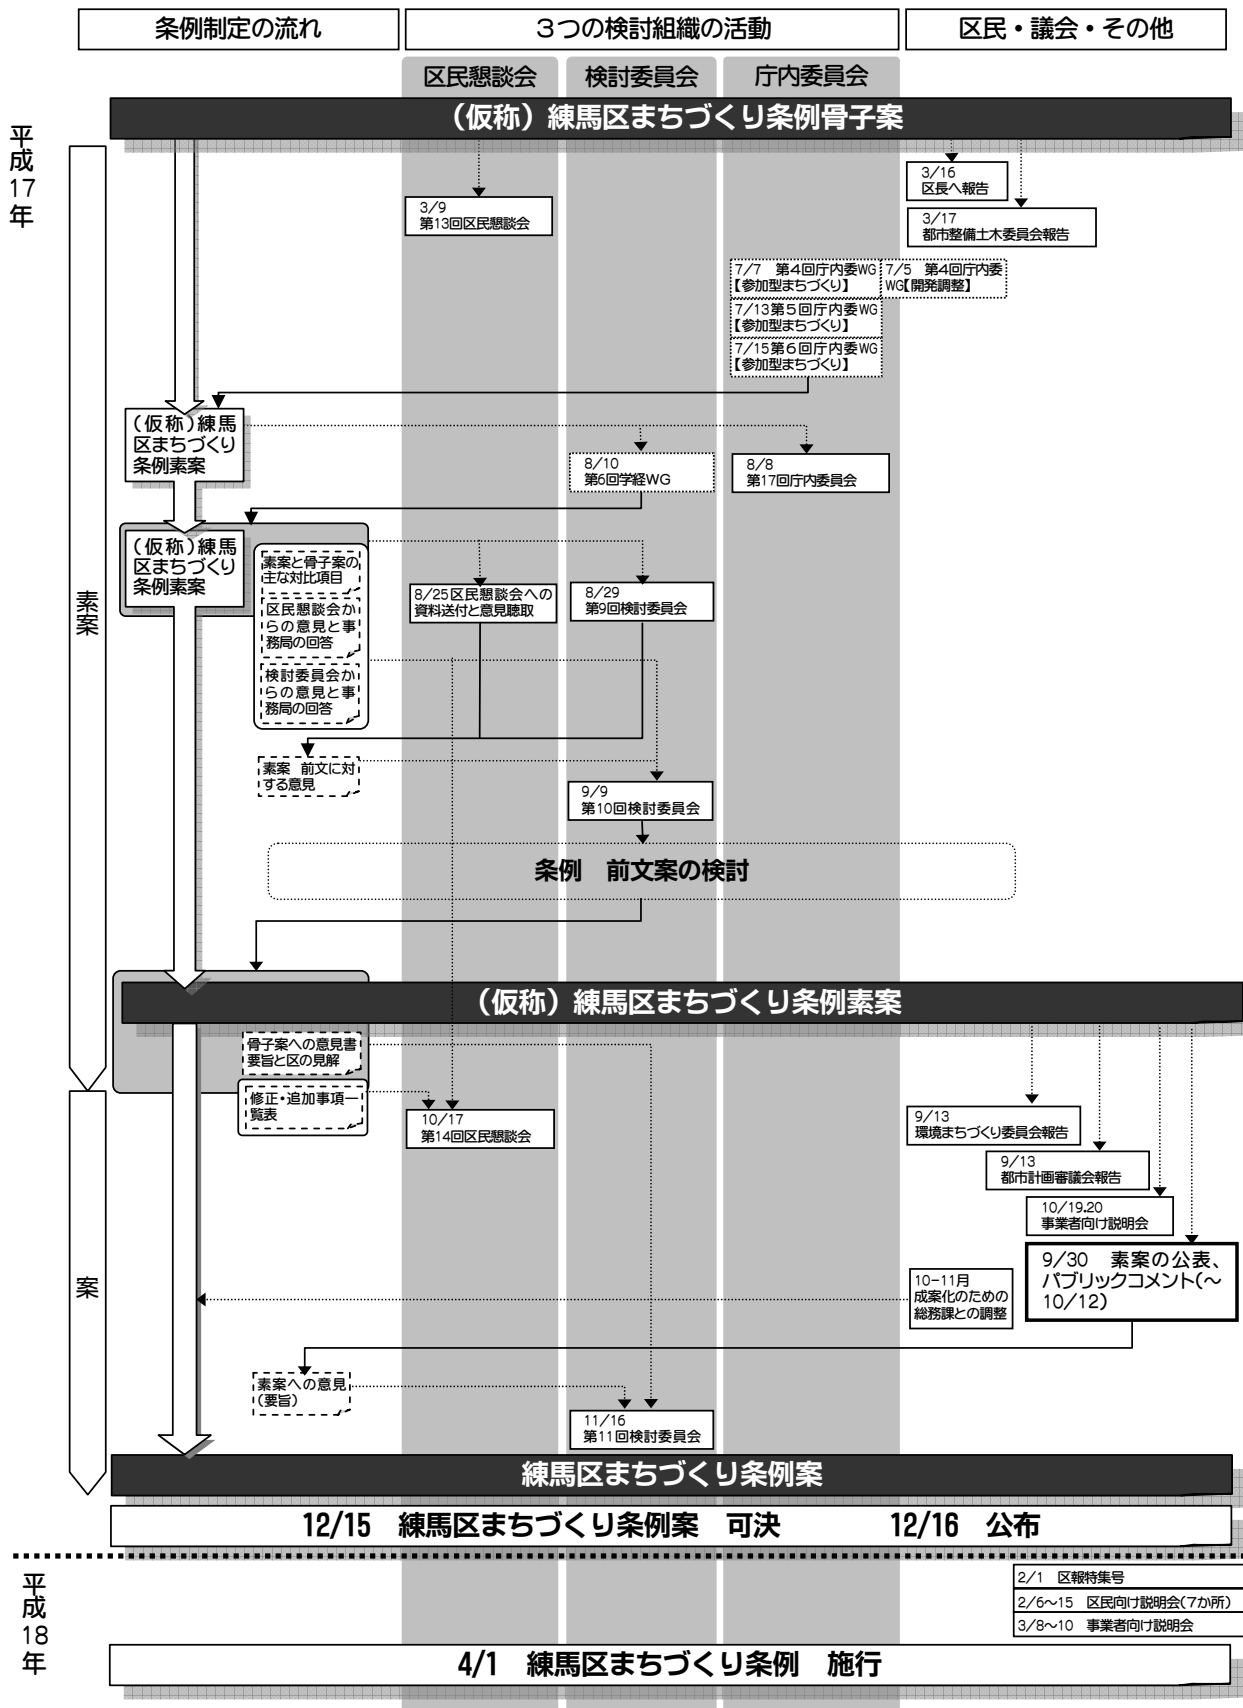 条例制定の流れ
３つの検討組織の活動
区民・議会・その他
区民懇談会
検討委員会
庁内委員会
（仮称）練馬区まちづくり条例骨子案
平成17年
3/16
区長へ報告
3/9
第13回区民懇談会
3/17
都市整備土木委員会報告
7/7　第４回庁内委WG
【参加型まちづくり】
7/5　第４回庁内委
WG【開発調整】
7/13第５回庁内委WG
【参加型まちづくり】
7/15第６回庁内委WG
【参加型まちづくり】
（仮称）練馬
区まちづくり
条例素案
8/10
第6回学経WG
8/8
第17回庁内委員会
（仮称）練馬
区まちづくり
条例素案
素案と骨子案の
主な対比項目
区民懇談会か
らの意見と事
務局の回答
検討委員会か
らの意見と事
務局の回答
8/25区民懇談会への
資料送付と意見聴取
8/29
第9回検討委員会
素案
素案　前文に対
する意見
9/9
第10回検討委員会
条例　前文案の検討
（仮称）練馬区まちづくり条例素案
骨子案への意見書
要旨と区の見解
修正・追加事項一
覧表
10/17
第14回区民懇談会
9/13
環境まちづくり委員会報告
9/13
都市計画審議会報告
10/19.20
事業者向け説明会
9/30　素案の公表、
パブリックコメント(～
10/12)
10-11月
成案化のための
総務課との調整
案
素案への意見
(要旨)
11/16
第11回検討委員会
練馬区まちづくり条例案
12/15　練馬区まちづくり条例案　可決　　　12/16　公布
平成18年
2/1　区報特集号
2/6～15　区民向け説明会(7か所)
3/8～10　事業者向け説明会
4/1　練馬区まちづくり条例　施行